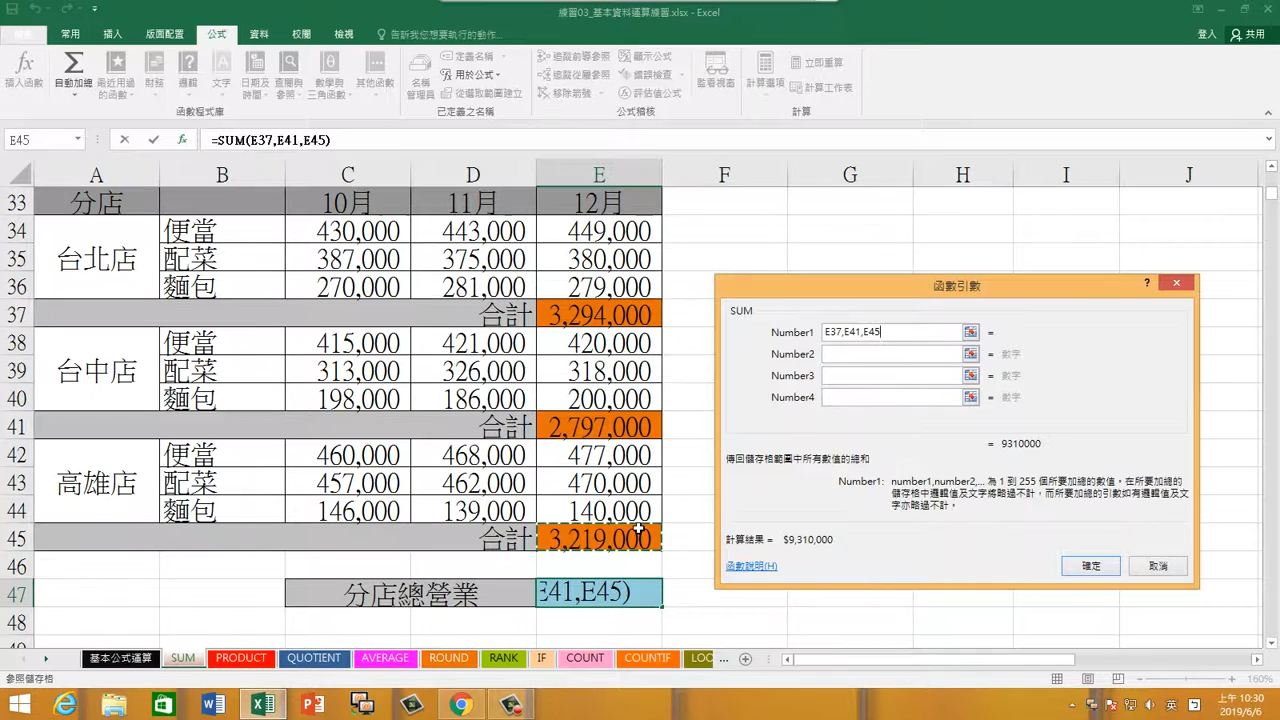 練習03_基本資料運算練習.xlsx - Excel
檔案 常用 插入 版面配置 公式 資料 校閱 檢視 告訴我您想要執行的動作... 登入 共用
插入函數 自動加總 最近用過的函數 財務 邏輯 文字 日期及時間 查閱與參照 數學與三角函數 其他函數 名稱管理員 定義名稱 用於公式 從選取範圍建立 追蹤前導參照 追蹤從屬參照 移除箭號 顯示公式 錯誤檢查 評估值公式 監看視窗 計算選項 立即重算 計算工作表
函數程式庫 已定義之名稱 公式稽核 計算
E45 fx =SUM(E37,E41,E45)
A B C D E F G H I J
33 分店 10月 11月 12月
34 便當 430,000 443,000 449,000
35 台北店 配菜 387,000 375,000 380,000
36 麵包 270,000 281,000 279,000
37 合計 3,294,000
38 便當 415,000 421,000 420,000
39 台中店 配菜 313,000 326,000 318,000
40 麵包 198,000 186,000 200,000
41 合計 2,797,000
42 便當 460,000 468,000 477,000
43 高雄店 配菜 457,000 462,000 470,000
44 麵包 146,000 139,000 140,000
45 合計 3,219,000
46
47 分店總營業 E41,E45)
48
函數引數 ?
SUM
Number1 E37,E41,E45 =
Number2 = 數字
Number3 = 數字
Number4 = 數字
= 9310000
傳回儲存格範圍中所有數值的總和
Number1: number1,number2,... 為 1 到 255 個所要加總的數值。在所要加總的
儲存格中邏輯值及文字將略過不計，而所要加總的引數如有邏輯值及文
字亦略過不計。
計算結果 = $9,310,000
函數說明(H) 確定 取消
基本公式運算 SUM PRODUCT QUOTIENT AVERAGE ROUND RANK IF COUNT COUNTIF LOO ...
參照儲存格 160%
英 上午 10:30
2019/6/6